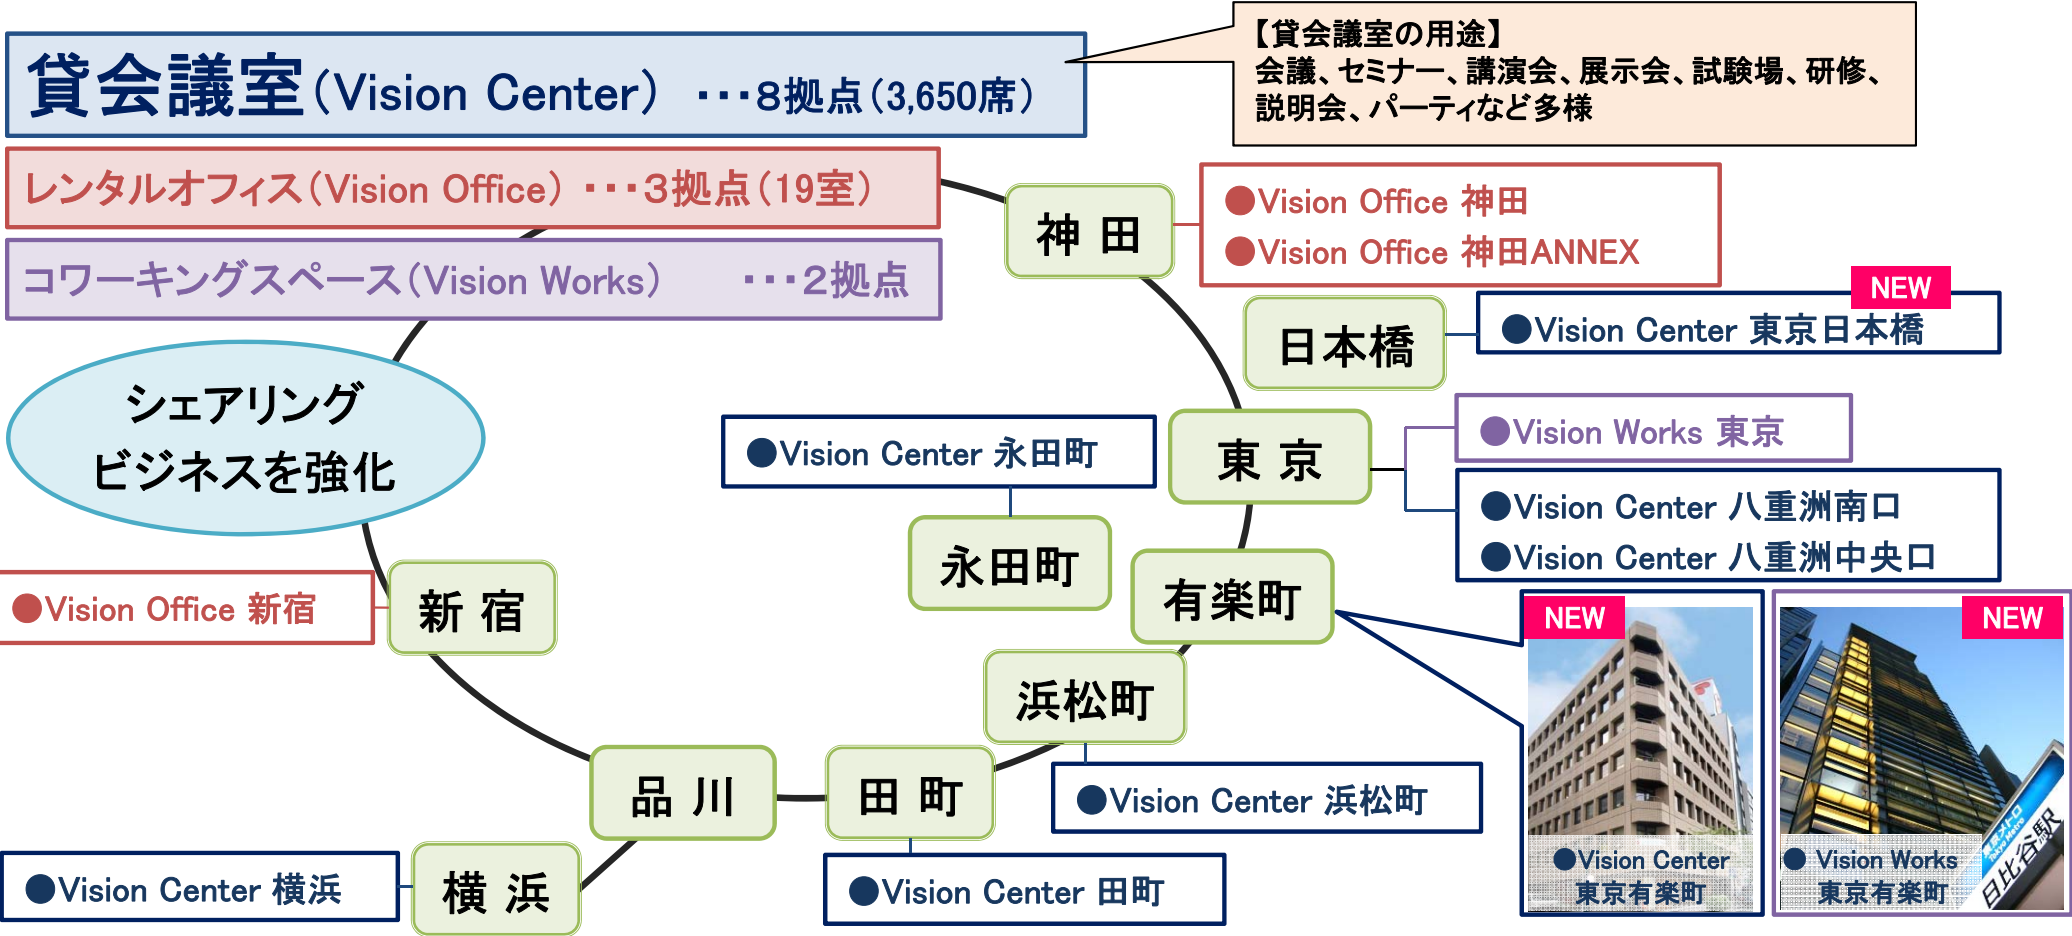 貸会議室(Vision Center) ・・・8拠点(3,650席)
【貸会議室の用途】
会議、セミナー、講演会、展示会、試験場、研修、
説明会、パーティなど多様
レンタルオフィス(Vision Office) ・・・3拠点(19室)
コワーキングスペース(Vision Works) ・・・2拠点
神 田
●Vision Office 神田
●Vision Office 神田ANNEX
NEW
日本橋
●Vision Center 東京日本橋
シェアリング
ビジネスを強化
●Vision Center 永田町
東 京
●Vision Works 東京
●Vision Center 八重洲南口
●Vision Center 八重洲中央口
永田町
有楽町
●Vision Office 新宿
新 宿
NEW
NEW
浜松町
品 川
田 町
●Vision Center 浜松町
東京メトロ
Tokyo Metro
日比谷駅
●Vision Center
東京有楽町
● Vision Works
東京有楽町
●Vision Center 横浜
横 浜
●Vision Center 田町